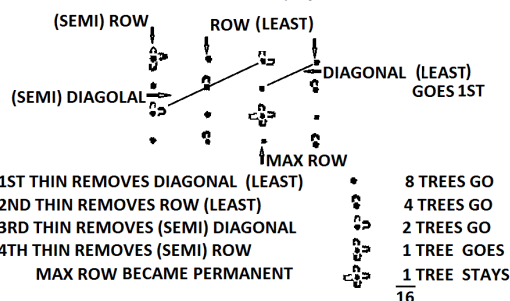 (SEMI) ROW
ROW (LEAST)
DIAGONAL (LEAST)
GOES 1ST
(SEMI) DIAGOLAL
MAX ROW
1ST THIN REMOVES DIAGONAL (LEAST) 8 TREES GO
2ND THIN REMOVES ROW (LEAST) 4 TREES GO
3RD THIN REMOVES (SEMI) DIAGONAL 2 TREES GO
4TH THIN REMOVES (SEMI) ROW 1 TREE GOES
MAX ROW BECAME PERMANENT 1 TREE STAYS
16